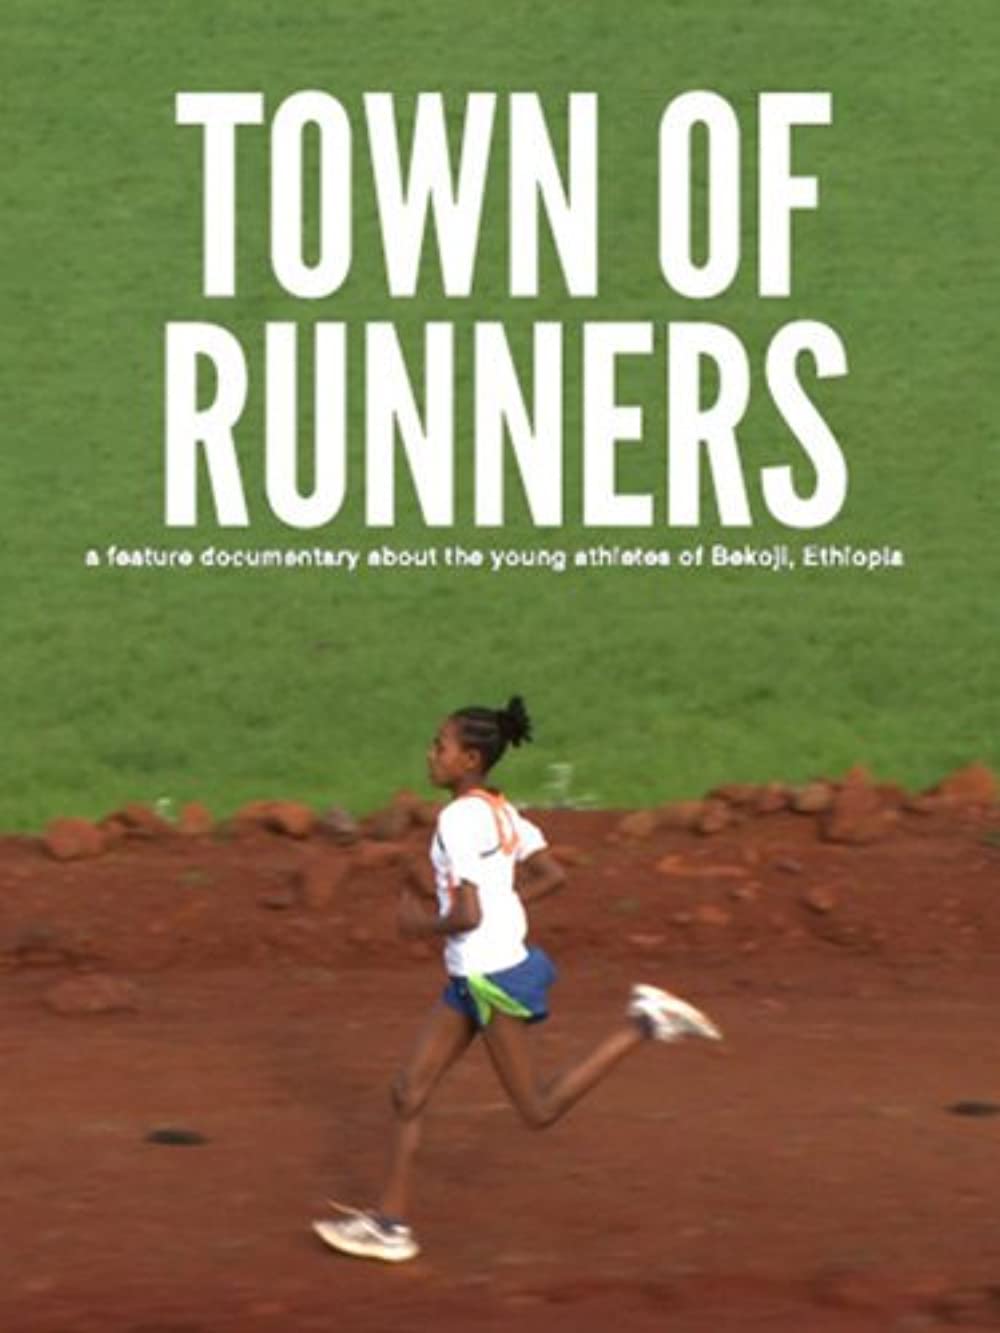 TOWN OF
RUNNERS
a feature documentary about the young athletes of Bekoji, Ethiopia